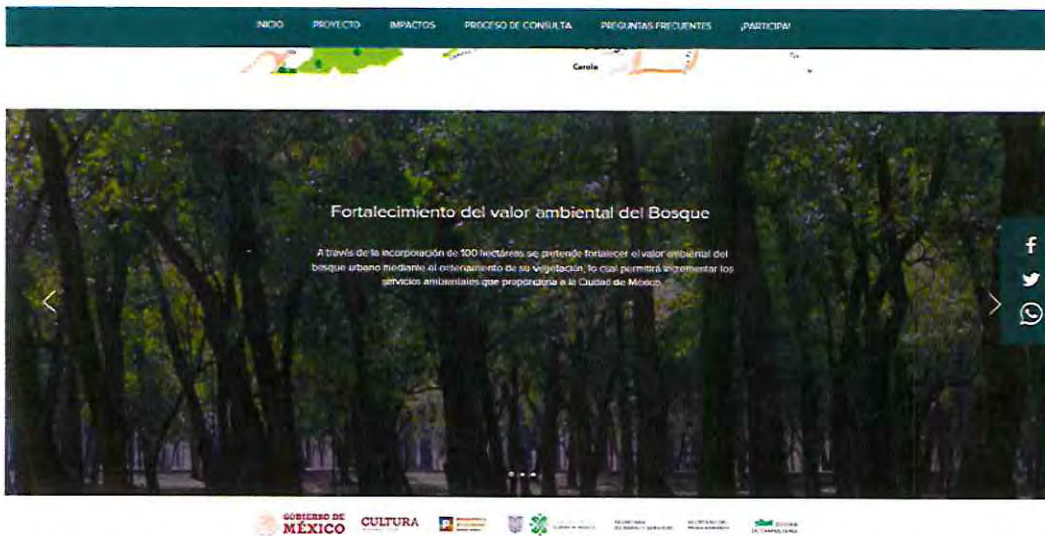 INICIO PROYECTO IMPACTOS PROCESO DE CONSULTA PREGUNTAS FRECUENTES ¡PARTICIPA!
Carola
Fortalecimiento del valor ambiental del Bosque
A través de la incorporación de 100 hectáreas se pretende fortalecer el valor ambiental del
bosque urbano mediante el ordenamiento de su vegetación, lo cual permitirá incrementar los
servicios ambientales que proporciona a la Ciudad de México.
GOBIERNO DE
MÉXICO
CULTURA